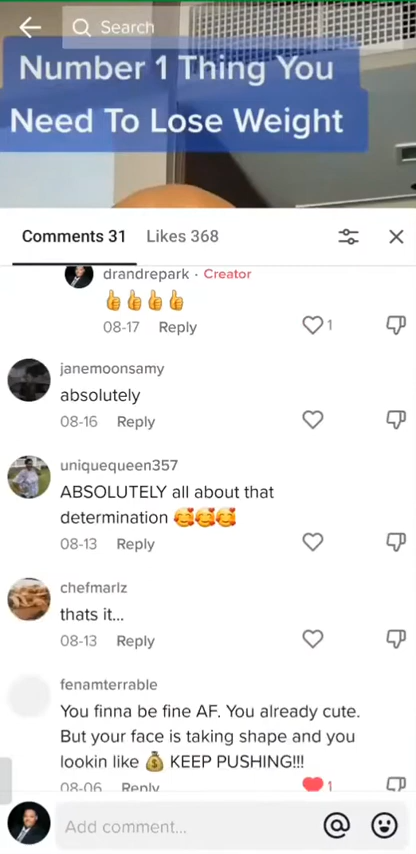 Search
Number 1 Thing You
Need To Lose Weight
Comments 31 Likes 368
drandrepark · Creator
👍👍👍👍
08-17 Reply 1
janemoonsamy
absolutely
08-16 Reply
uniquequeen357
ABSOLUTELY all about that
determination 🥰🥰🥰
08-13 Reply
chefmarlz
thats it...
08-13 Reply
fenamterrable
You finna be fine AF. You already cute.
But your face is taking shape and you
lookin like 💰 KEEP PUSHING!!!
08-06 Reply 1
Add comment...